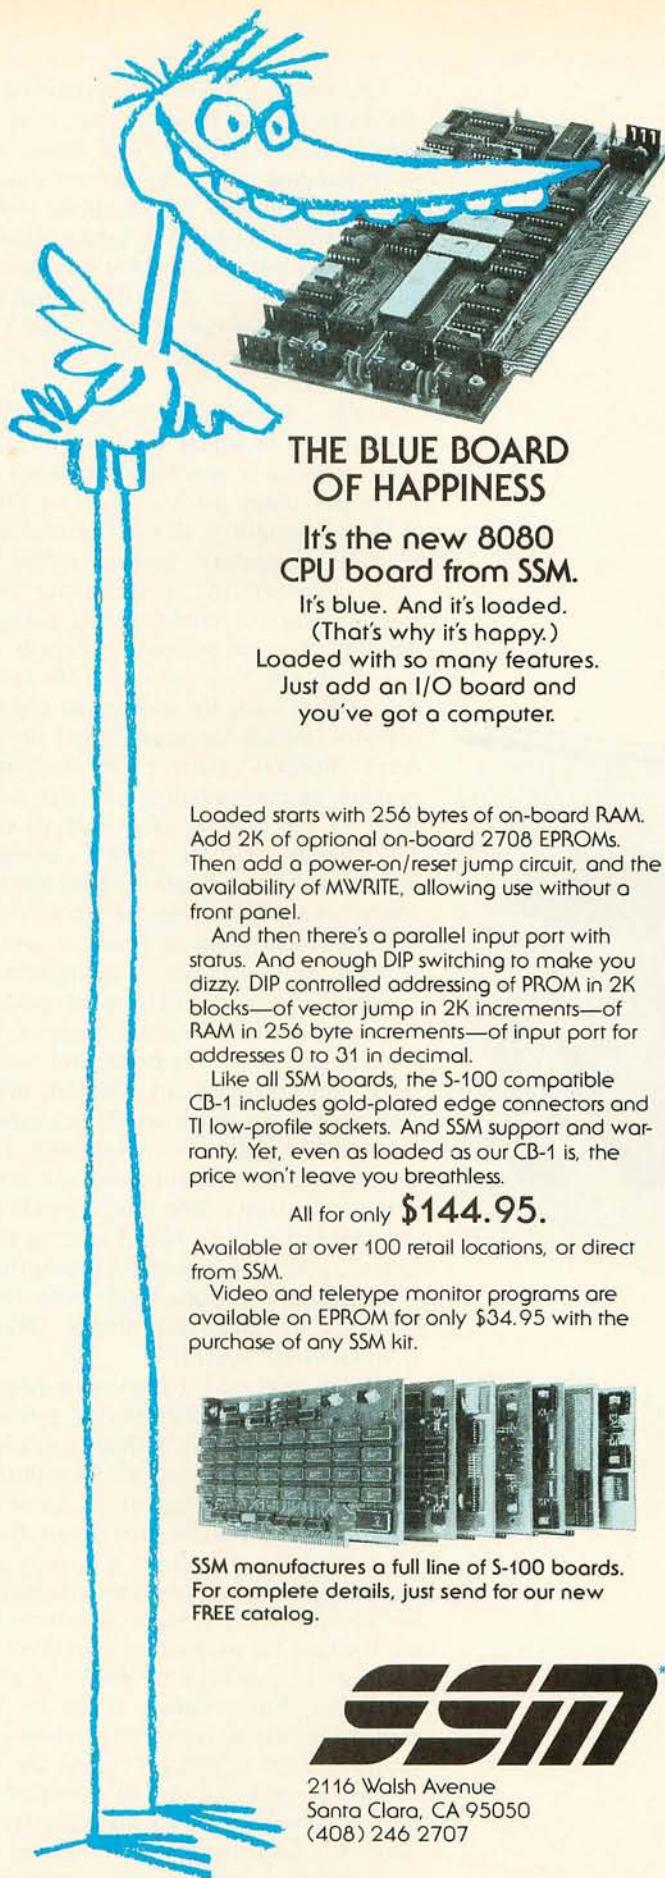 THE BLUE BOARD
OF HAPPINESS
It's the new 8080
CPU board from SSM.
It's blue. And it's loaded.
(That's why it's happy.)
Loaded with so many features.
Just add an I/O board and
you've got a computer.
Loaded starts with 256 bytes of on-board RAM.
Add 2K of optional on-board 2708 EPROMs.
Then add a power-on/reset jump circuit, and the
availability of MWRITE, allowing use without a
front panel.
And then there's a parallel input port with
status. And enough DIP switching to make you
dizzy. DIP controlled addressing of PROM in 2K
blocks—of vector jump in 2K increments—of
RAM in 256 byte increments—of input port for
addresses 0 to 31 in decimal.
Like all SSM boards, the S-100 compatible
CB-1 includes gold-plated edge connectors and
TI low-profile sockets. And SSM support and war-
ranty. Yet, even as loaded as our CB-1 is, the
price won't leave you breathless.
All for only $144.95.
Available at over 100 retail locations, or direct
from SSM.
Video and teletype monitor programs are
available on EPROM for only $34.95 with the
purchase of any SSM kit.
SSM manufactures a full line of S-100 boards.
For complete details, just send for our new
FREE catalog.
SSM*
2116 Walsh Avenue
Santa Clara, CA 95050
(408) 246 2707